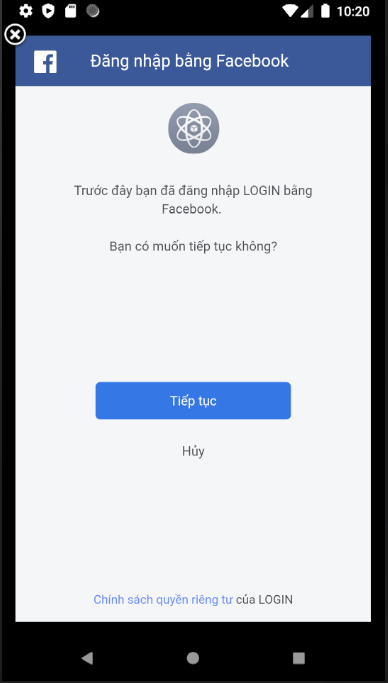 10:20
Đăng nhập bằng Facebook
Trước đây bạn đã đăng nhập LOGIN bằng
Facebook.
Bạn có muốn tiếp tục không?
Tiếp tục
Hủy
Chính sách quyền riêng tư của LOGIN